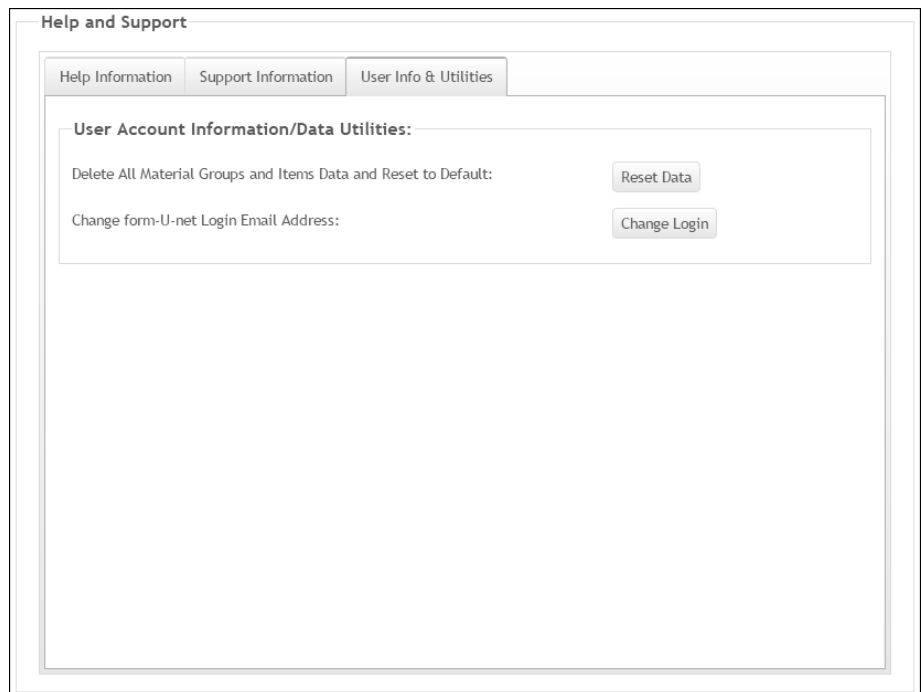 Help and Support
Help Information Support Information User Info & Utilities
User Account Information/Data Utilities:
Delete All Material Groups and Items Data and Reset to Default: Reset Data
Change form-U-net Login Email Address: Change Login